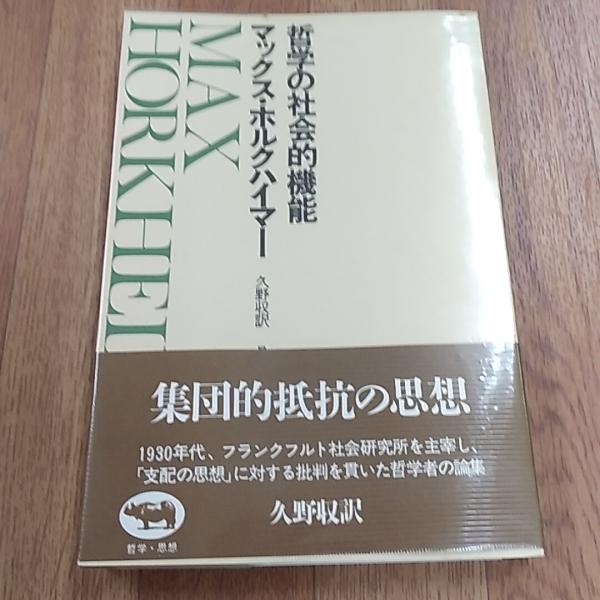 哲学の社会的機能
マックス・ホルクハイマー
MAX
HORKHEI
久野収訳
集団的抵抗の思想
1930年代、フランクフルト社会研究所を主宰し、
「支配の思想」に対する批判を貫いた哲学者の論集
久野収訳
哲学・思想